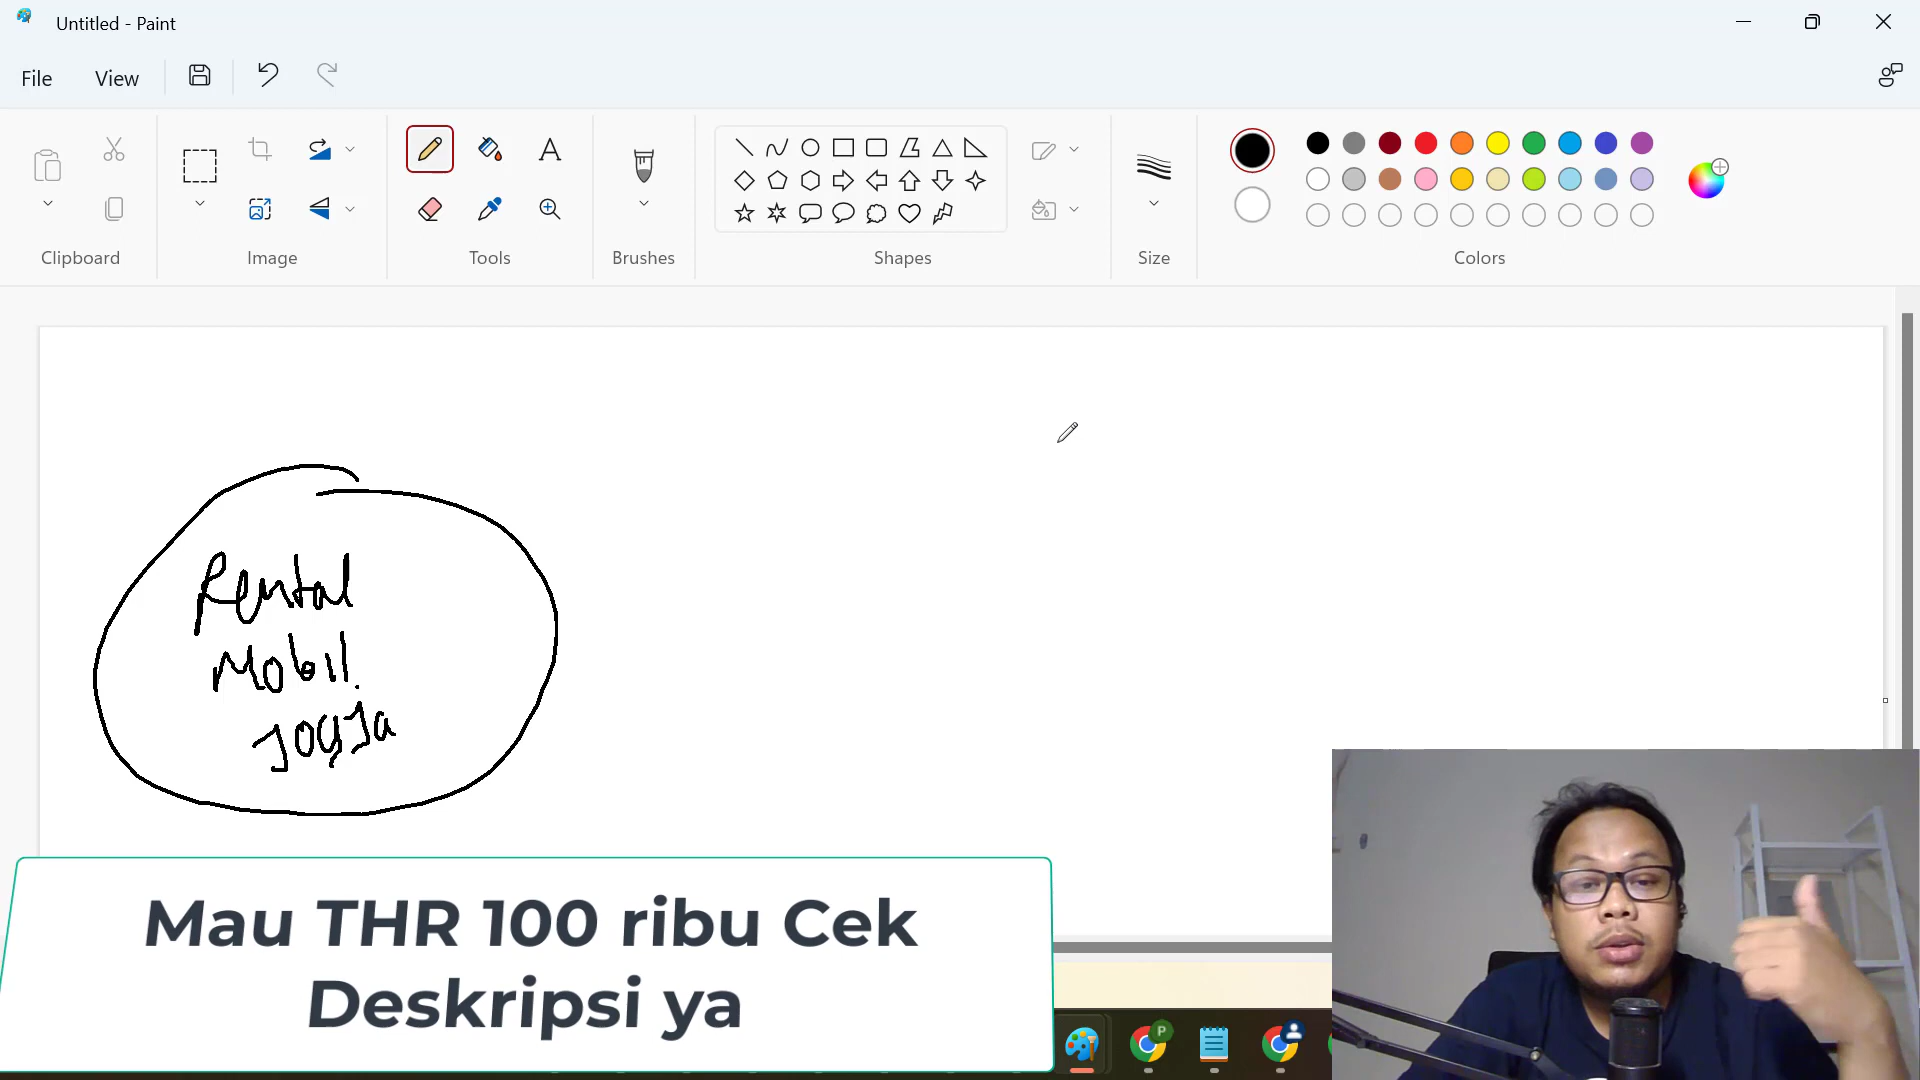 Untitled - Paint
File View
Clipboard
Image
Tools
Brushes
Shapes
Size
Colors
Rental
Mobil.
JOGJa
Mau THR 100 ribu Cek
Deskripsi ya
P